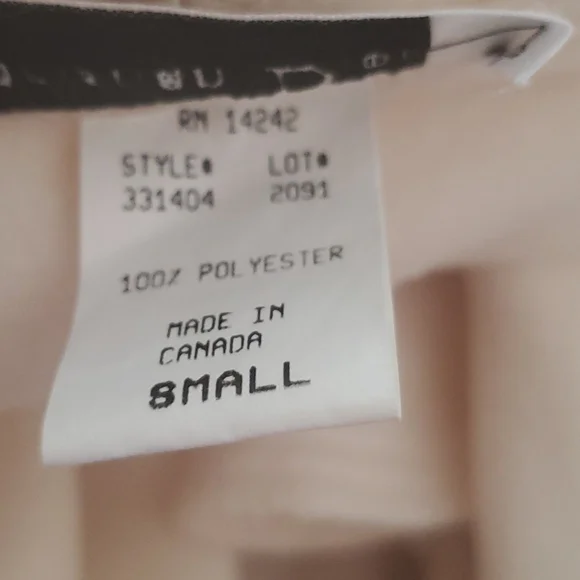 RN 14242
STYLE# LOT#
331404 2091
100% POLYESTER
MADE IN
CANADA
SMALL